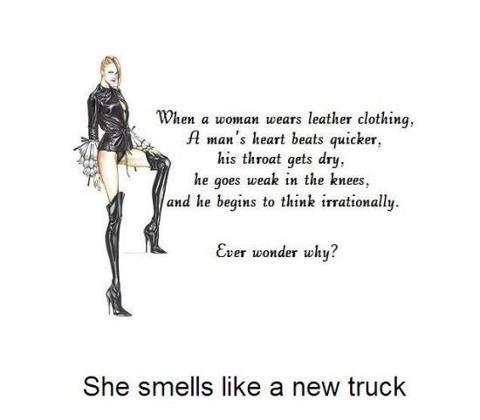 When a woman wears leather clothing,
A man's heart beats quicker,
his throat gets dry,
he goes weak in the knees,
and he begins to think irrationally.
Ever wonder why?
She smells like a new truck